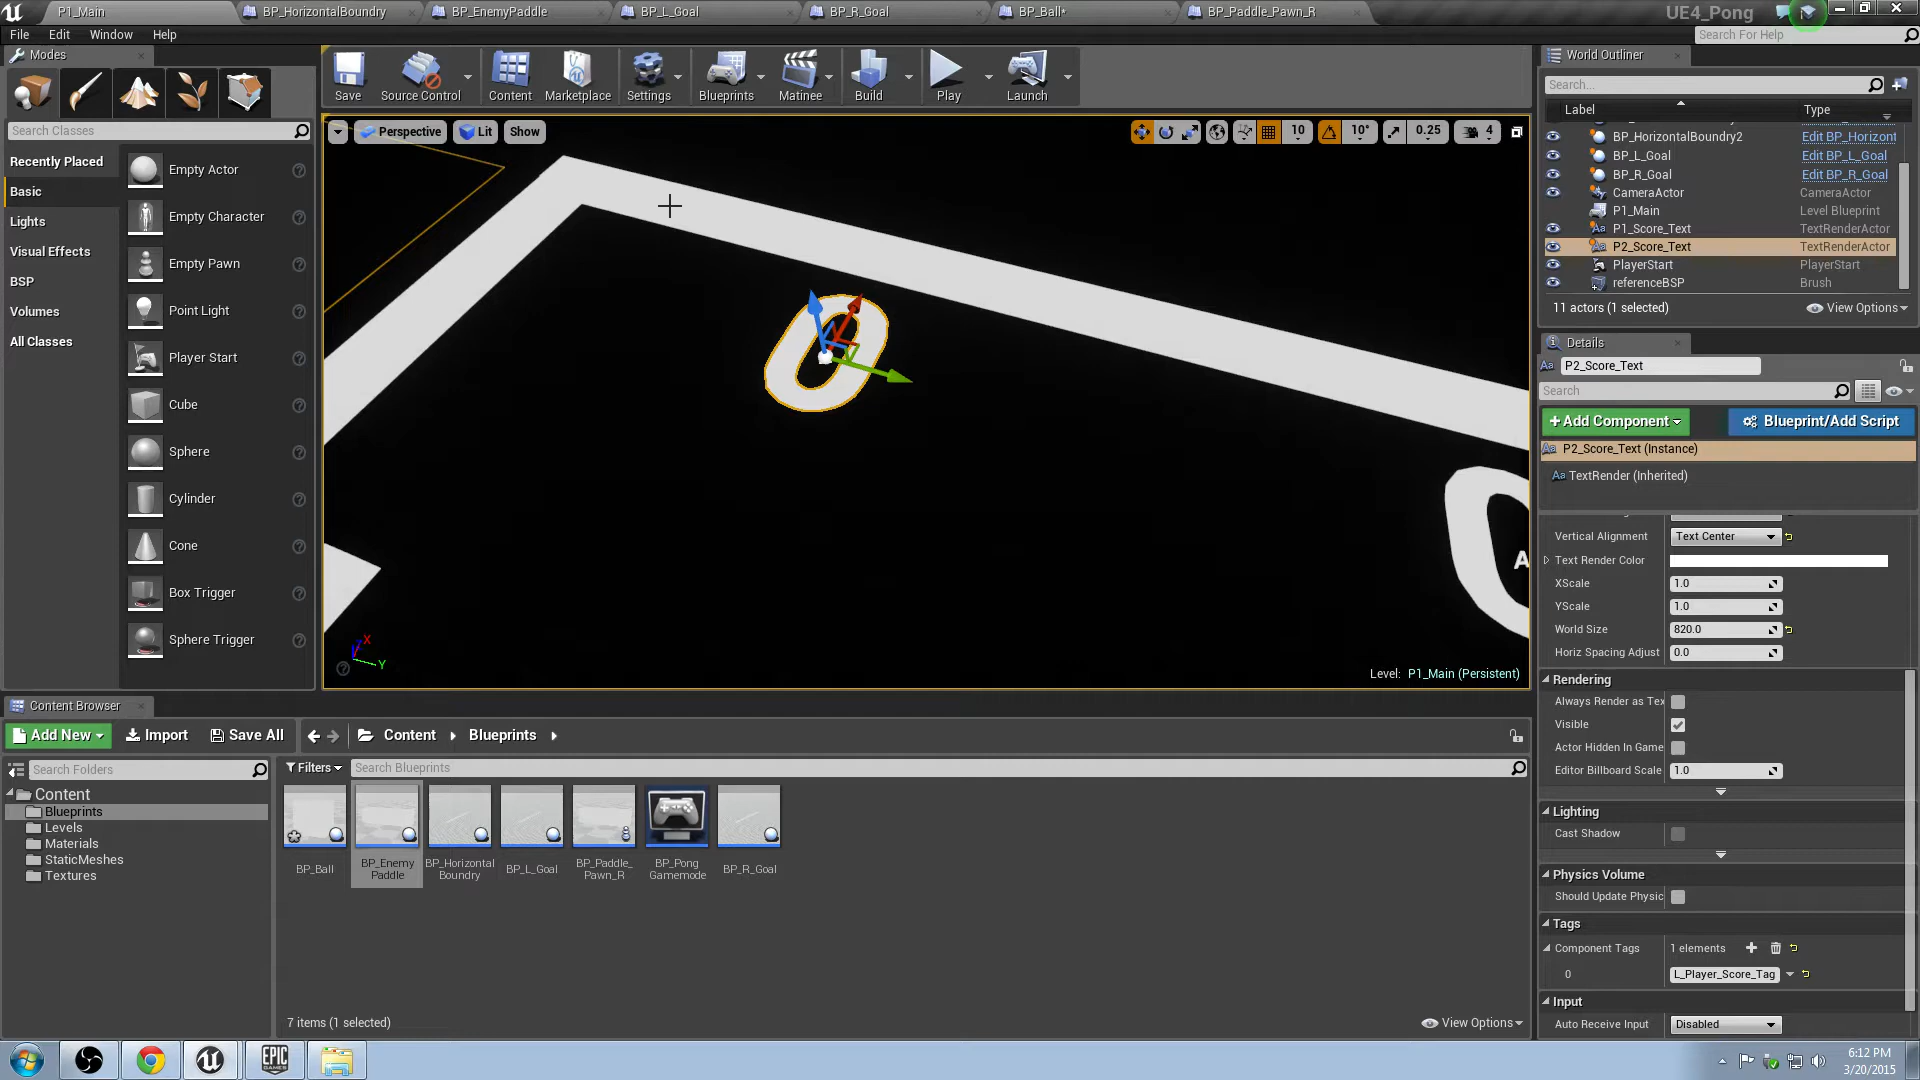 P1_Main
BP_HorizontalBoundry
BP_EnemyPaddle
BP_L_Goal
BP_R_Goal
BP_Ball*
BP_Paddle_Pawn_R
UE4_Pong
File Edit Window Help
Search For Help
Modes
Save
Source Control
Content
Marketplace
Settings
Blueprints
Matinee
Build
Play
Launch
Search Classes
Recently Placed
Basic
Lights
Visual Effects
BSP
Volumes
All Classes
Empty Actor
Empty Character
Empty Pawn
Point Light
Player Start
Cube
Sphere
Cylinder
Cone
Box Trigger
Sphere Trigger
Perspective
Lit
Show
10
10°
0.25
4
0
A
X
Z
Y
Level: P1_Main (Persistent)
World Outliner
Search...
Label
Type
BP_HorizontalBoundry2 Edit BP_Horizont
BP_L_Goal Edit BP_L_Goal
BP_R_Goal Edit BP_R_Goal
CameraActor CameraActor
P1_Main Level Blueprint
P1_Score_Text TextRenderActor
P2_Score_Text TextRenderActor
PlayerStart PlayerStart
referenceBSP Brush
11 actors (1 selected)
View Options
Details
P2_Score_Text
Search
Add Component
Blueprint/Add Script
P2_Score_Text (Instance)
TextRender (Inherited)
Vertical Alignment Text Center
Text Render Color
XScale 1.0
YScale 1.0
World Size 820.0
Horiz Spacing Adjust 0.0
Rendering
Always Render as Tex
Visible
Actor Hidden In Game
Editor Billboard Scale 1.0
Lighting
Cast Shadow
Physics Volume
Should Update Physic
Tags
Component Tags 1 elements
0 L_Player_Score_Tag
Input
Auto Receive Input Disabled
Content Browser
Add New
Import
Save All
Content
Blueprints
Search Folders
Filters
Search Blueprints
Content
Blueprints
Levels
Materials
StaticMeshes
Textures
BP_Ball
BP_Enemy
Paddle
BP_Horizontal
Boundry
BP_L_Goal
BP_Paddle_
Pawn_R
BP_Pong
Gamemode
BP_R_Goal
7 items (1 selected)
View Options
EPIC
GAMES
6:12 PM
3/20/2015